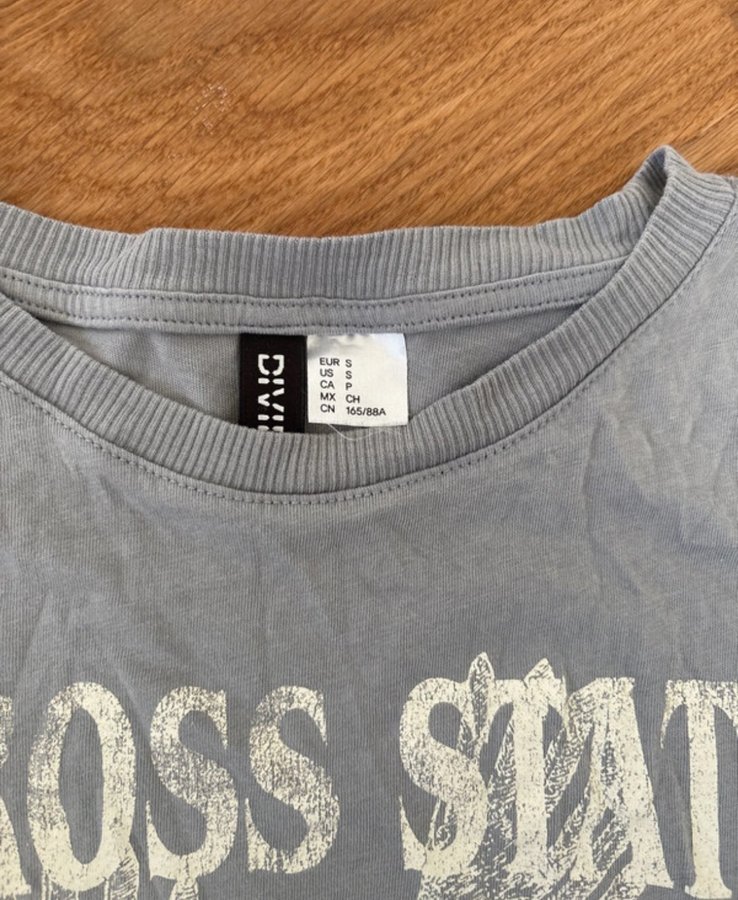 DIVI
EUR S
US S
CA P
MX CH
CN 165/88A
ROSS STAT